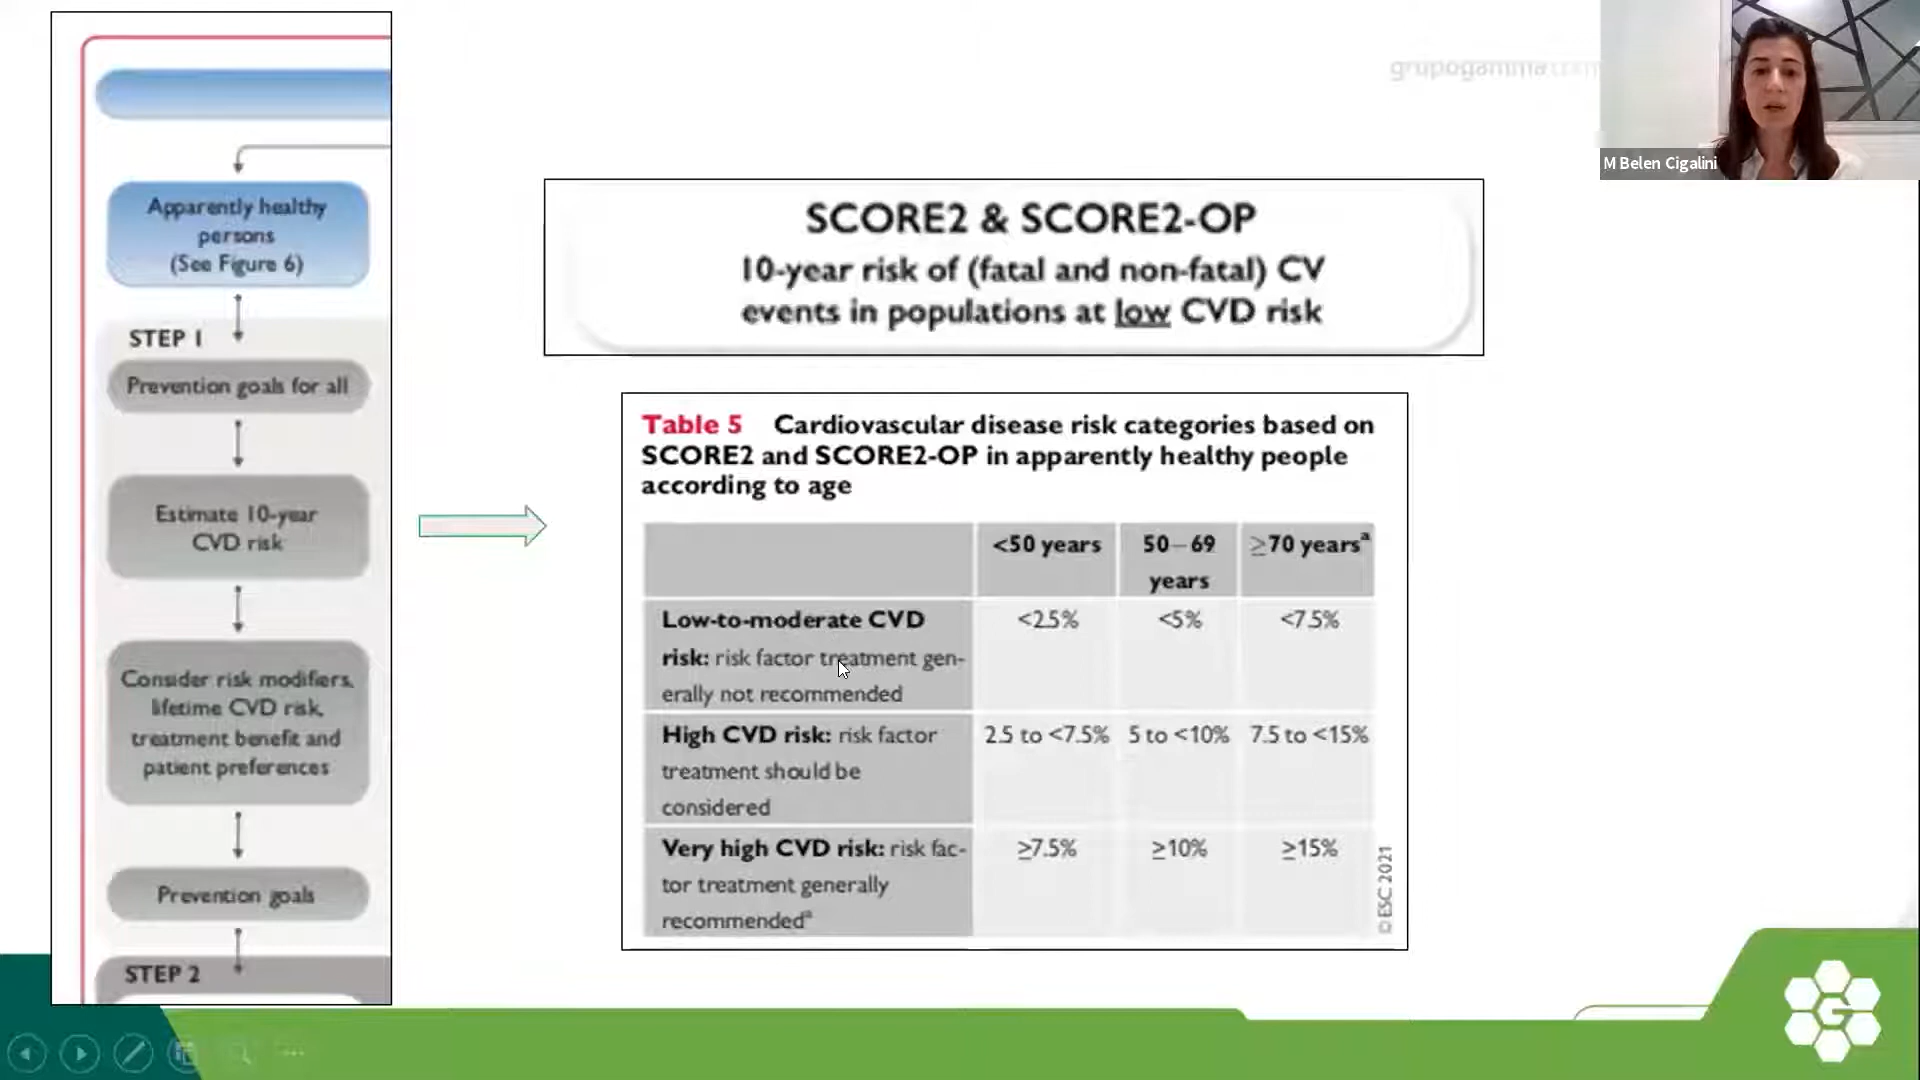 grupogamma.com
M Belen Cigalini
Apparently healthy
persons
(See Figure 6)
STEP 1
Prevention goals for all
Estimate 10-year
CVD risk
Consider risk modifiers,
lifetime CVD risk,
treatment benefit and
patient preferences
Prevention goals
STEP 2
SCORE2 & SCORE2-OP
10-year risk of (fatal and non-fatal) CV
events in populations at low CVD risk
Table 5 Cardiovascular disease risk categories based on
SCORE2 and SCORE2-OP in apparently healthy people
according to age
<50 years 50–69 ≥70 yearsª
years
Low-to-moderate CVD <2.5% <5% <7.5%
risk: risk factor treatment gen-
erally not recommended
High CVD risk: risk factor 2.5 to <7.5% 5 to <10% 7.5 to <15%
treatment should be
considered
Very high CVD risk: risk fac- ≥7.5% ≥10% ≥15%
tor treatment generally
recommendedª
© ESC 2021
G